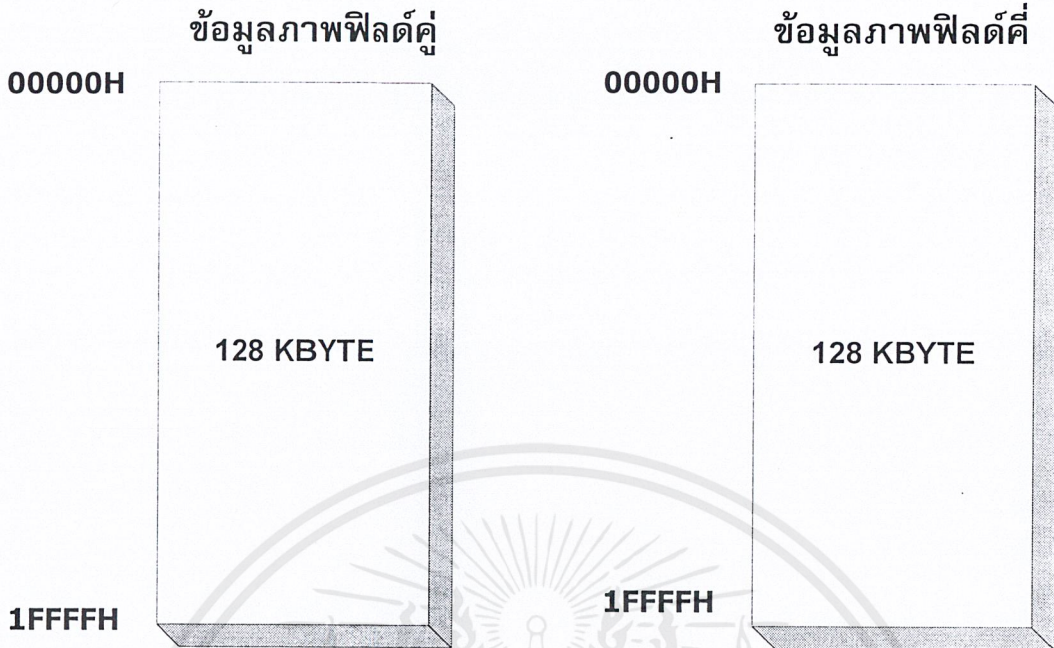 ข้อมูลภาพฟิลด์คู่
ข้อมูลภาพฟิลด์คี่
00000H
00000H
128 KBYTE
128 KBYTE
1FFFFH
1FFFFH